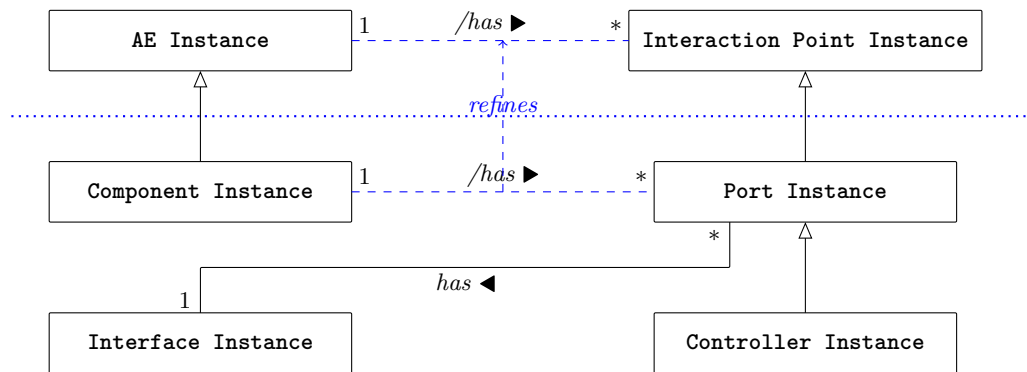 AE Instance
1
/has ▶
*
Interaction Point Instance
refines
Component Instance
1
/has ▶
*
Port Instance
*
has ◀
1
Interface Instance
Controller Instance